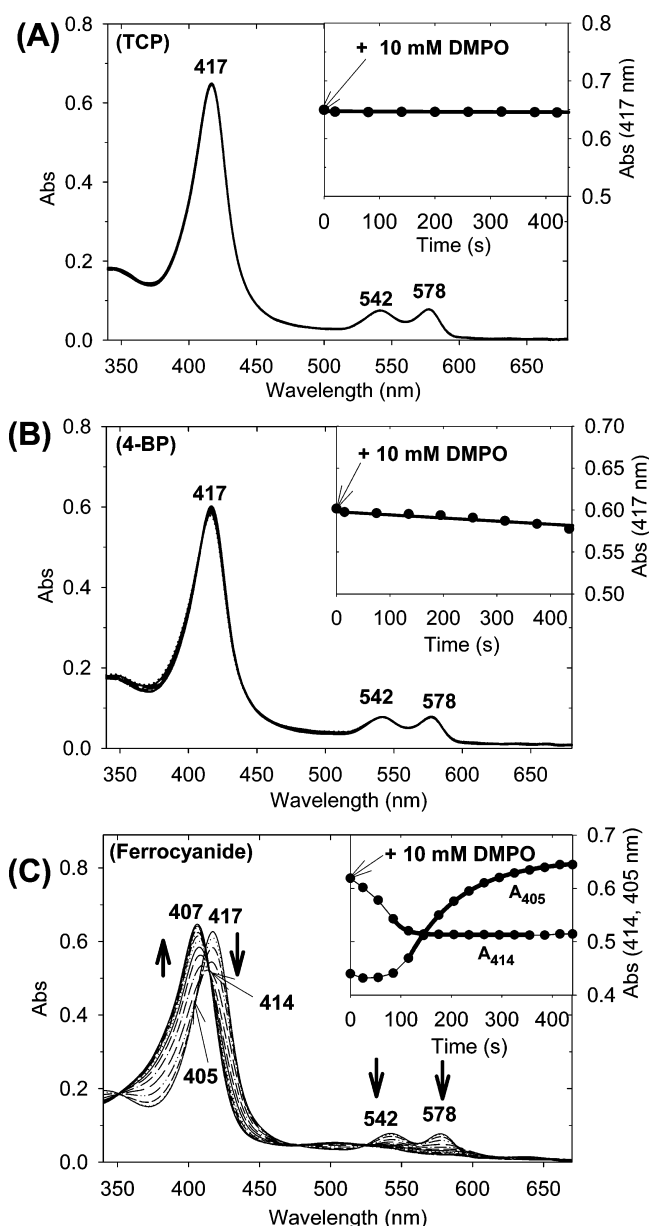 (A)
(TCP)
417
542
578
Abs
0.8
0.6
0.4
0.2
0.0
350 400 450 500 550 600 650
Wavelength (nm)
+ 10 mM DMPO
0.8
0.7
0.6
0.5
Abs (417 nm)
0 100 200 300 400
Time (s)
(B)
(4-BP)
417
542
578
Abs
0.8
0.6
0.4
0.2
0.0
350 400 450 500 550 600 650
Wavelength (nm)
+ 10 mM DMPO
0.70
0.65
0.60
0.55
0.50
Abs (417 nm)
0 100 200 300 400
Time (s)
(C)
(Ferrocyanide)
407 417
414
405
542
578
Abs
0.8
0.6
0.4
0.2
0.0
350 400 450 500 550 600 650
Wavelength (nm)
+ 10 mM DMPO
A405
A414
0.7
0.6
0.5
0.4
Abs (414, 405 nm)
0 100 200 300 400
Time (s)